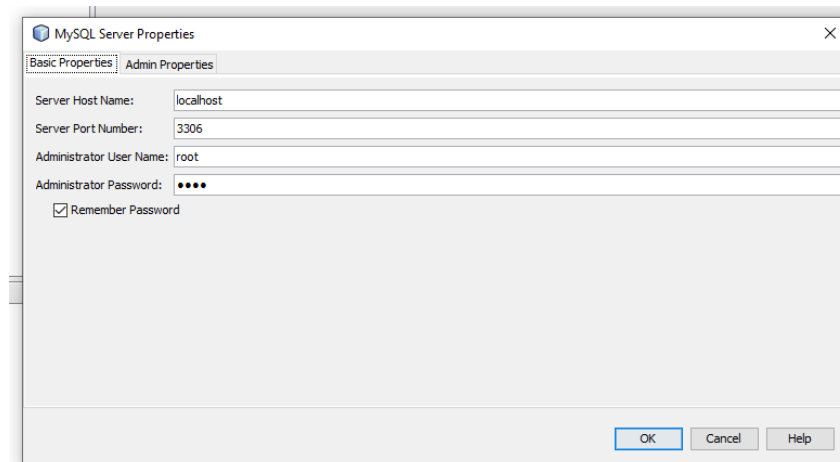 MySQL Server Properties
Basic Properties Admin Properties
Server Host Name: localhost
Server Port Number: 3306
Administrator User Name: root
Administrator Password: ●●●●
Remember Password
OK Cancel Help